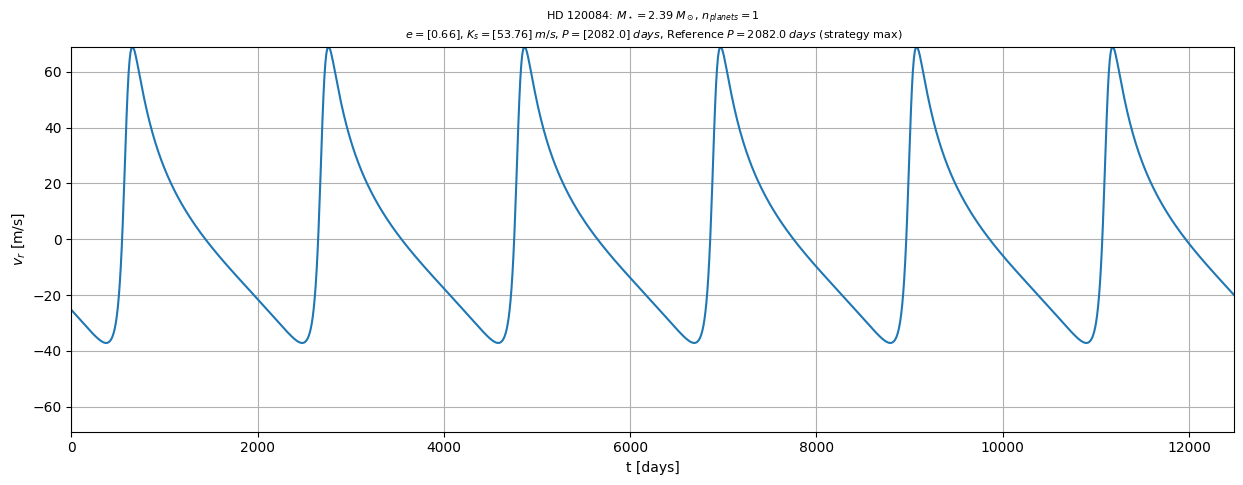 HD 120084: $M_\star = 2.39\ M_\odot$, $n_{planets} = 1$
$e = [0.66]$, $K_s = [53.76]\ m/s$, $P = [2082.0]\ days$, Reference $P = 2082.0\ days$ (strategy max)
60
40
20
0
−20
−40
−60
$v_r$ [m/s]
0 2000 4000 6000 8000 10000 12000
t [days]